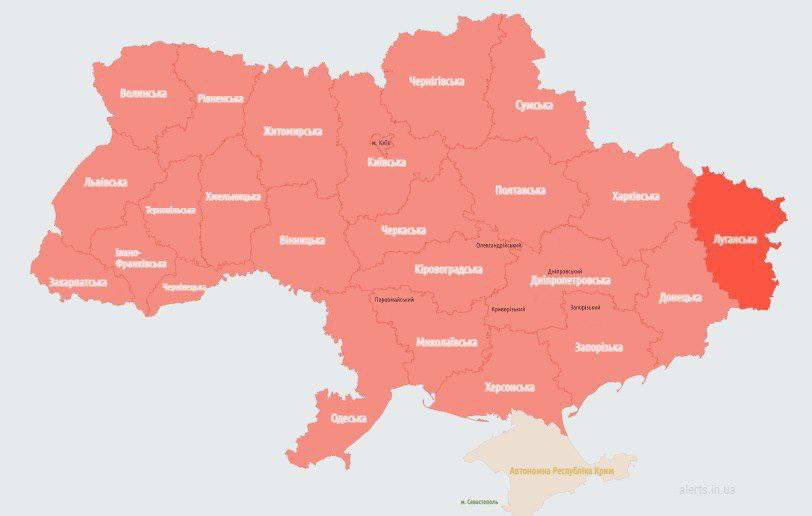 Чернігівська
Волинська
Рівненська
Сумська
Житомирська
м. Київ
Київська
Львівська
Хмельницька
Полтавська
Харківська
Тернопільська
Черкаська
Вінницька
Луганська
Олександрійський
Івано-
Франківська
Кіровоградська
Дніпровський
Дніпропетровська
Закарпатська
Чернівецька
Донецька
Первомайський
Криворізький
Запорізький
Миколаївська
Запорізька
Херсонська
Одеська
Автономна Республіка Крим
alerts.in.ua
м. Севастополь